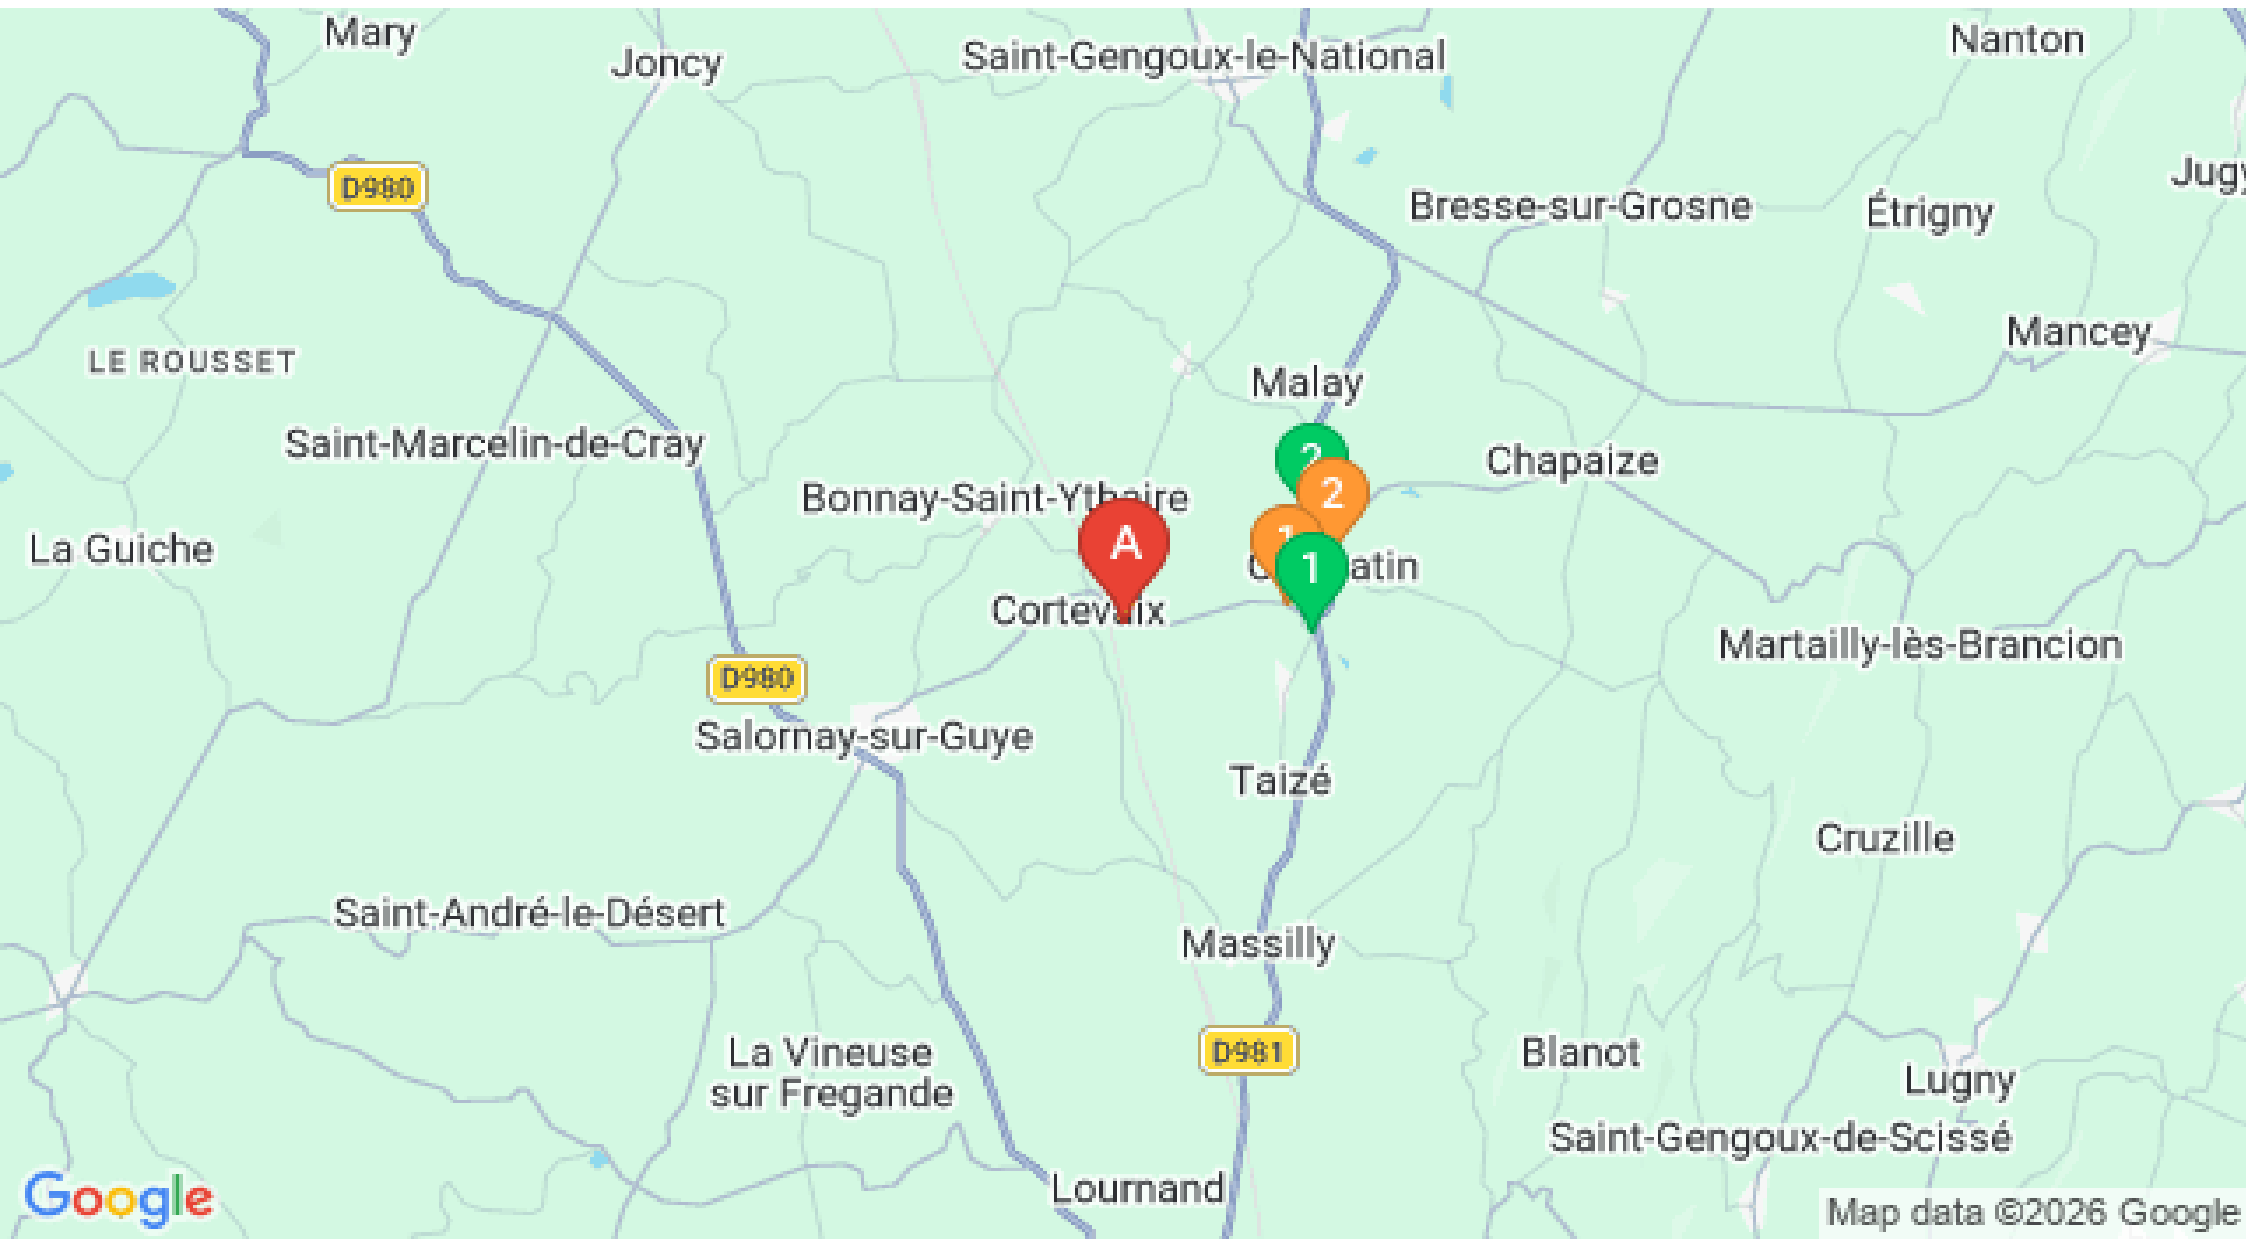 Mary
Joncy
Saint-Gengoux-le-National
Nanton
Jugy
D980
Bresse-sur-Grosne
Étrigny
Mancey
LE ROUSSET
Malay
Saint-Marcelin-de-Cray
Chapaize
Bonnay-Saint-Ythaire
2
2
La Guiche
A
1
1
atin
Cortevaix
Martailly-lès-Brancion
D980
Salornay-sur-Guye
Taizé
Cruzille
Saint-André-le-Désert
Massilly
La Vineuse
sur Fregande
D981
Blanot
Lugny
Saint-Gengoux-de-Scissé
Lournand
Google
Map data ©2026 Google